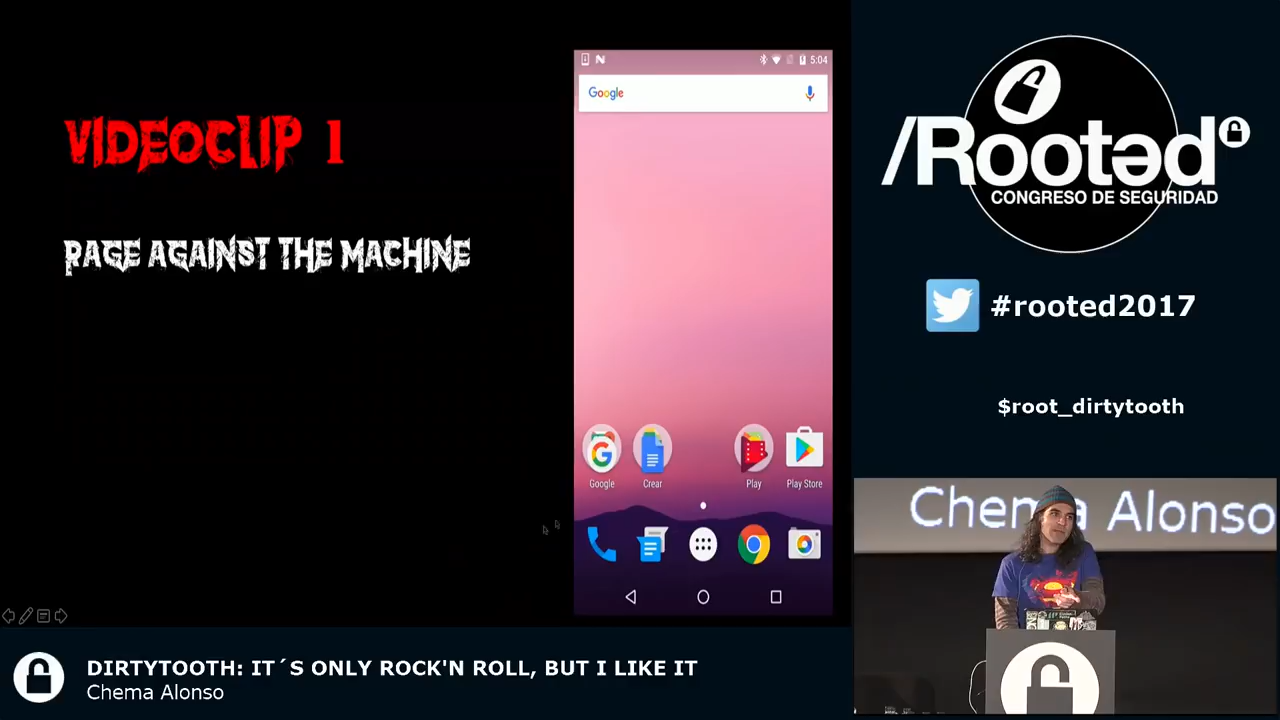 VIDEOCLIP 1
RAGE AGAINST THE MACHINE
5:04
Google
Google
Crear
Play
Play Store
/Rootəd
CONGRESO DE SEGURIDAD
#rooted2017
$root_dirtytooth
Chema Alonso
DIRTYTOOTH: IT´S ONLY ROCK'N ROLL, BUT I LIKE IT
Chema Alonso